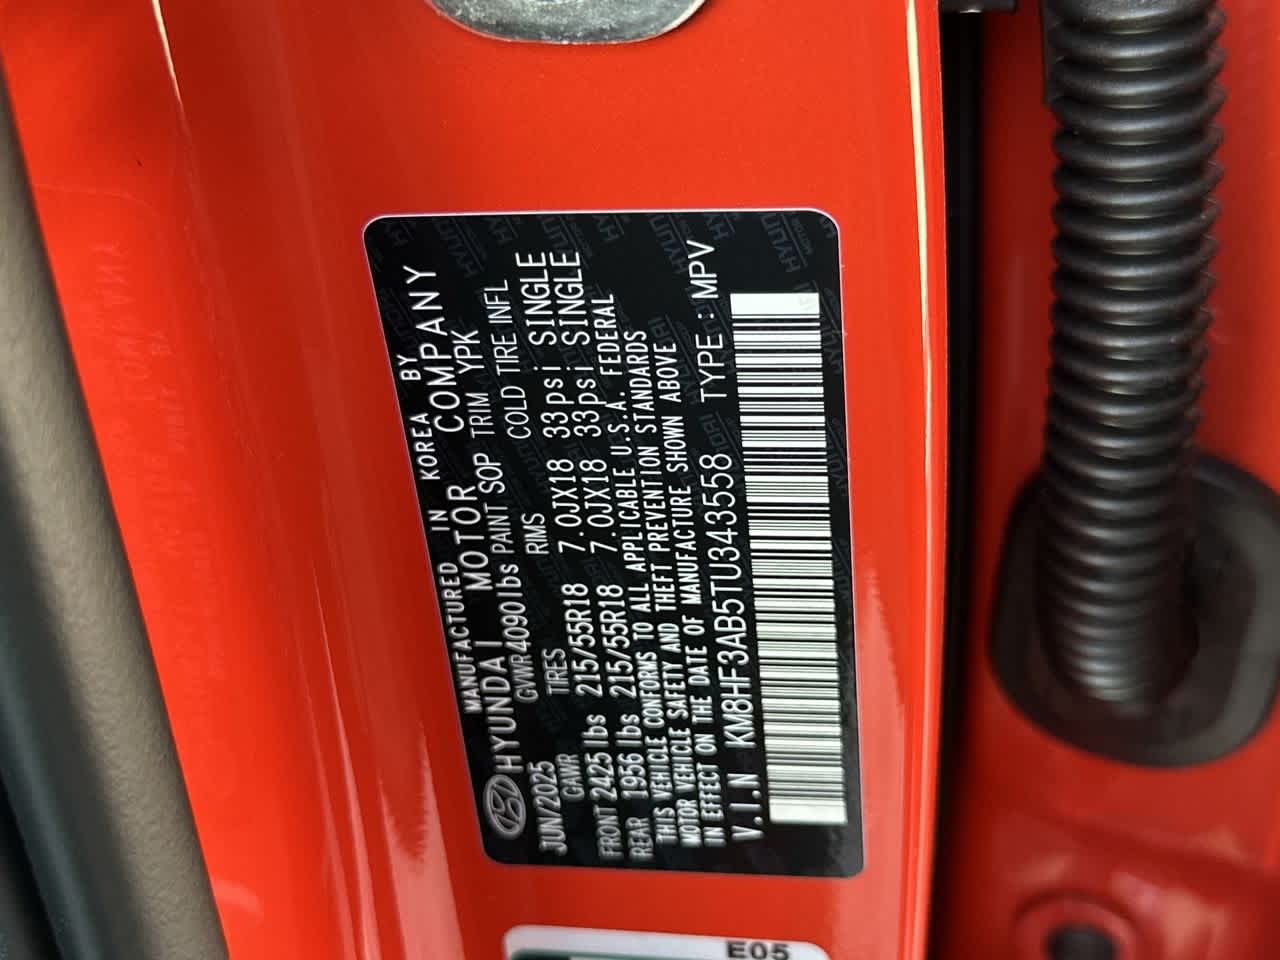 MANUFACTURED IN KOREA BY
HYUNDAI MOTOR COMPANY
GVWR 4090 lbs PAINT SOP TRIM YPK
JUN/2025 TIRES RIMS COLD TIRE INFL
GAWR
FRONT 2425 lbs 215/55R18 7.0JX18 33psi SINGLE
REAR 1956 lbs 215/55R18 7.0JX18 33psi SINGLE
THIS VEHICLE CONFORMS TO ALL APPLICABLE U.S.A. FEDERAL
MOTOR VEHICLE SAFETY AND THEFT PREVENTION STANDARDS
IN EFFECT ON THE DATE OF MANUFACTURE SHOWN ABOVE
V.I.N KM8HF3AB5TU343558 TYPE : MPV
E05